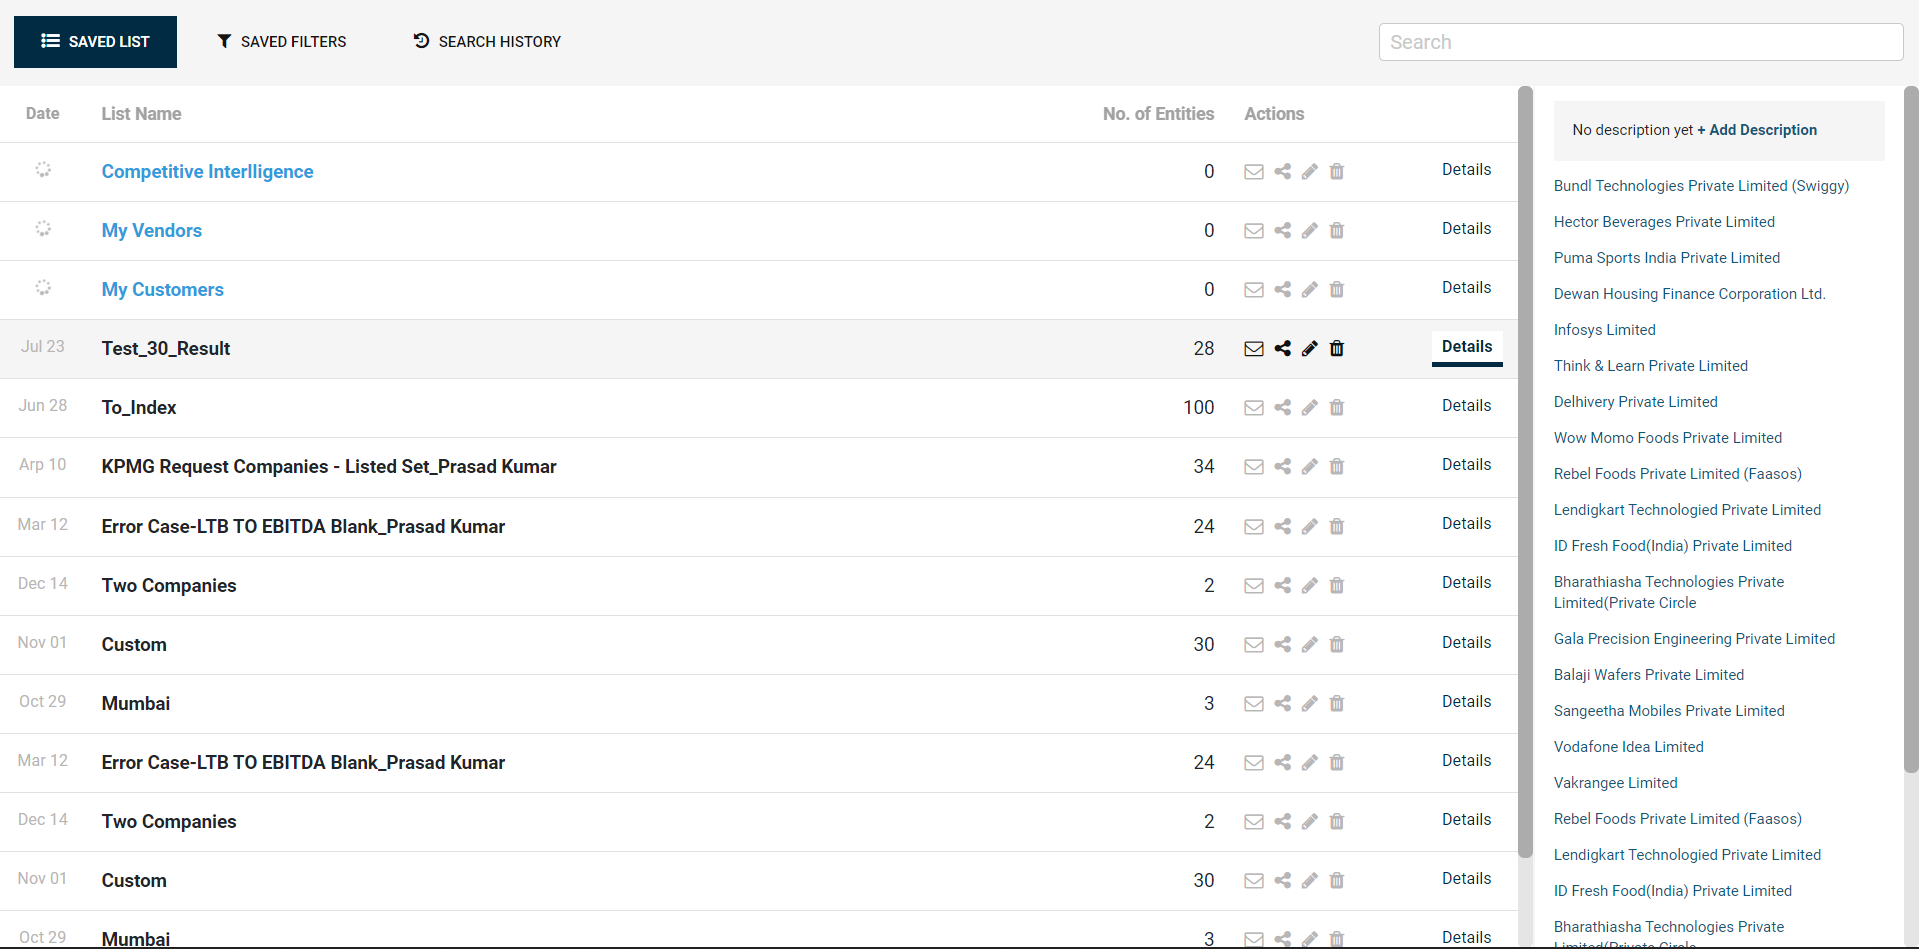 SAVED LIST
SAVED FILTERS
SEARCH HISTORY
Search
Date List Name No. of Entities Actions
Competitive Interlligence 0 Details
My Vendors 0 Details
My Customers 0 Details
Jul 23 Test_30_Result 28 Details
Jun 28 To_Index 100 Details
Arp 10 KPMG Request Companies - Listed Set_Prasad Kumar 34 Details
Mar 12 Error Case-LTB TO EBITDA Blank_Prasad Kumar 24 Details
Dec 14 Two Companies 2 Details
Nov 01 Custom 30 Details
Oct 29 Mumbai 3 Details
Mar 12 Error Case-LTB TO EBITDA Blank_Prasad Kumar 24 Details
Dec 14 Two Companies 2 Details
Nov 01 Custom 30 Details
Oct 29 Mumbai 3 Details
No description yet + Add Description
Bundl Technologies Private Limited (Swiggy)
Hector Beverages Private Limited
Puma Sports India Private Limited
Dewan Housing Finance Corporation Ltd.
Infosys Limited
Think & Learn Private Limited
Delhivery Private Limited
Wow Momo Foods Private Limited
Rebel Foods Private Limited (Faasos)
Lendigkart Technologied Private Limited
ID Fresh Food(India) Private Limited
Bharathiasha Technologies Private
Limited(Private Circle
Gala Precision Engineering Private Limited
Balaji Wafers Private Limited
Sangeetha Mobiles Private Limited
Vodafone Idea Limited
Vakrangee Limited
Rebel Foods Private Limited (Faasos)
Lendigkart Technologied Private Limited
ID Fresh Food(India) Private Limited
Bharathiasha Technologies Private
Limited(Private Circle